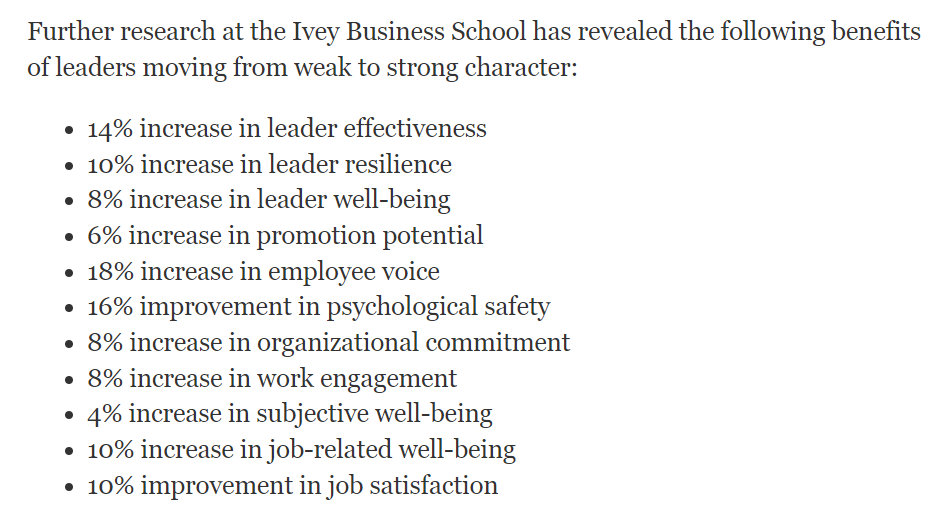 Further research at the Ivey Business School has revealed the following benefits
of leaders moving from weak to strong character:
• 14% increase in leader effectiveness
• 10% increase in leader resilience
• 8% increase in leader well-being
• 6% increase in promotion potential
• 18% increase in employee voice
• 16% improvement in psychological safety
• 8% increase in organizational commitment
• 8% increase in work engagement
• 4% increase in subjective well-being
• 10% increase in job-related well-being
• 10% improvement in job satisfaction